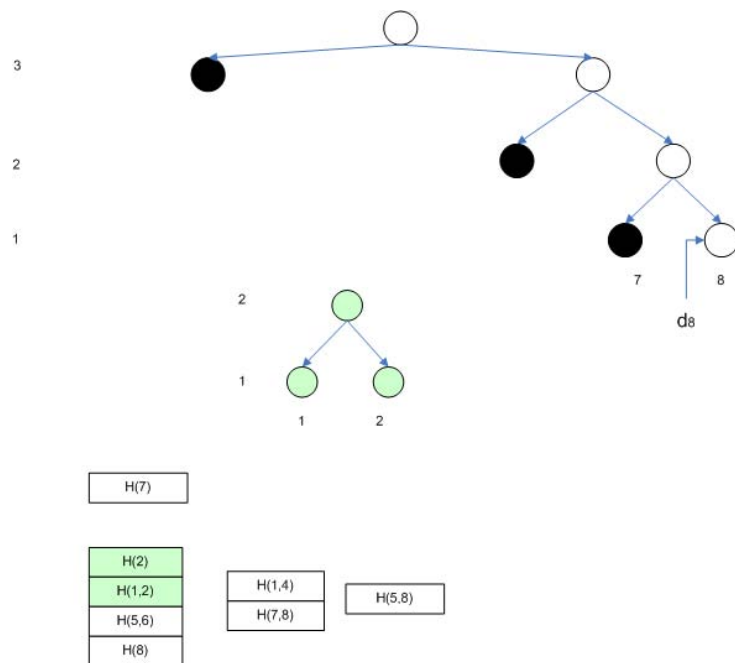 3
2
1
7 8
d8
2
1
1 2
H(7)
H(2)
H(1,2)
H(5,6)
H(8)
H(1,4)
H(7,8)
H(5,8)